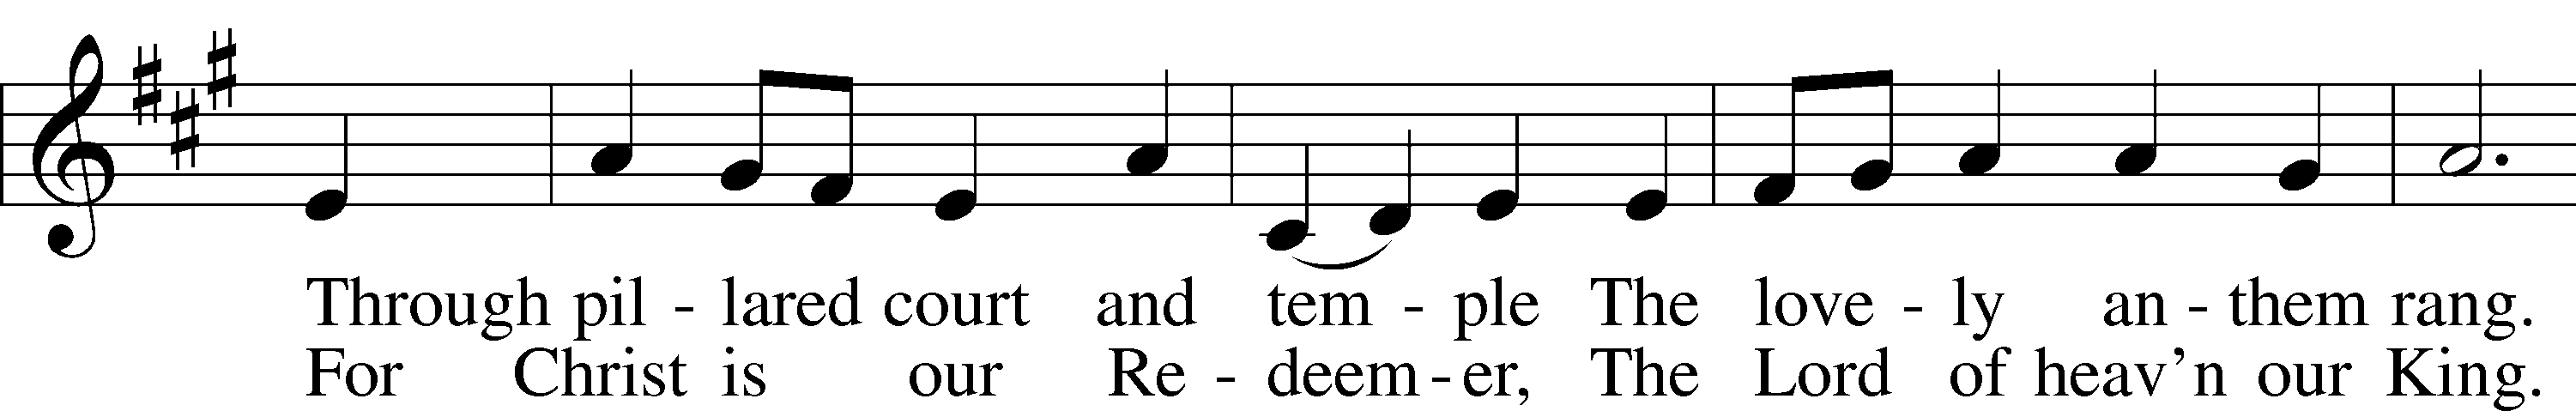 Through pil - lared court and tem - ple The love - ly an - them rang.
For Christ is our Re - deem - er, The Lord of heav'n our King.